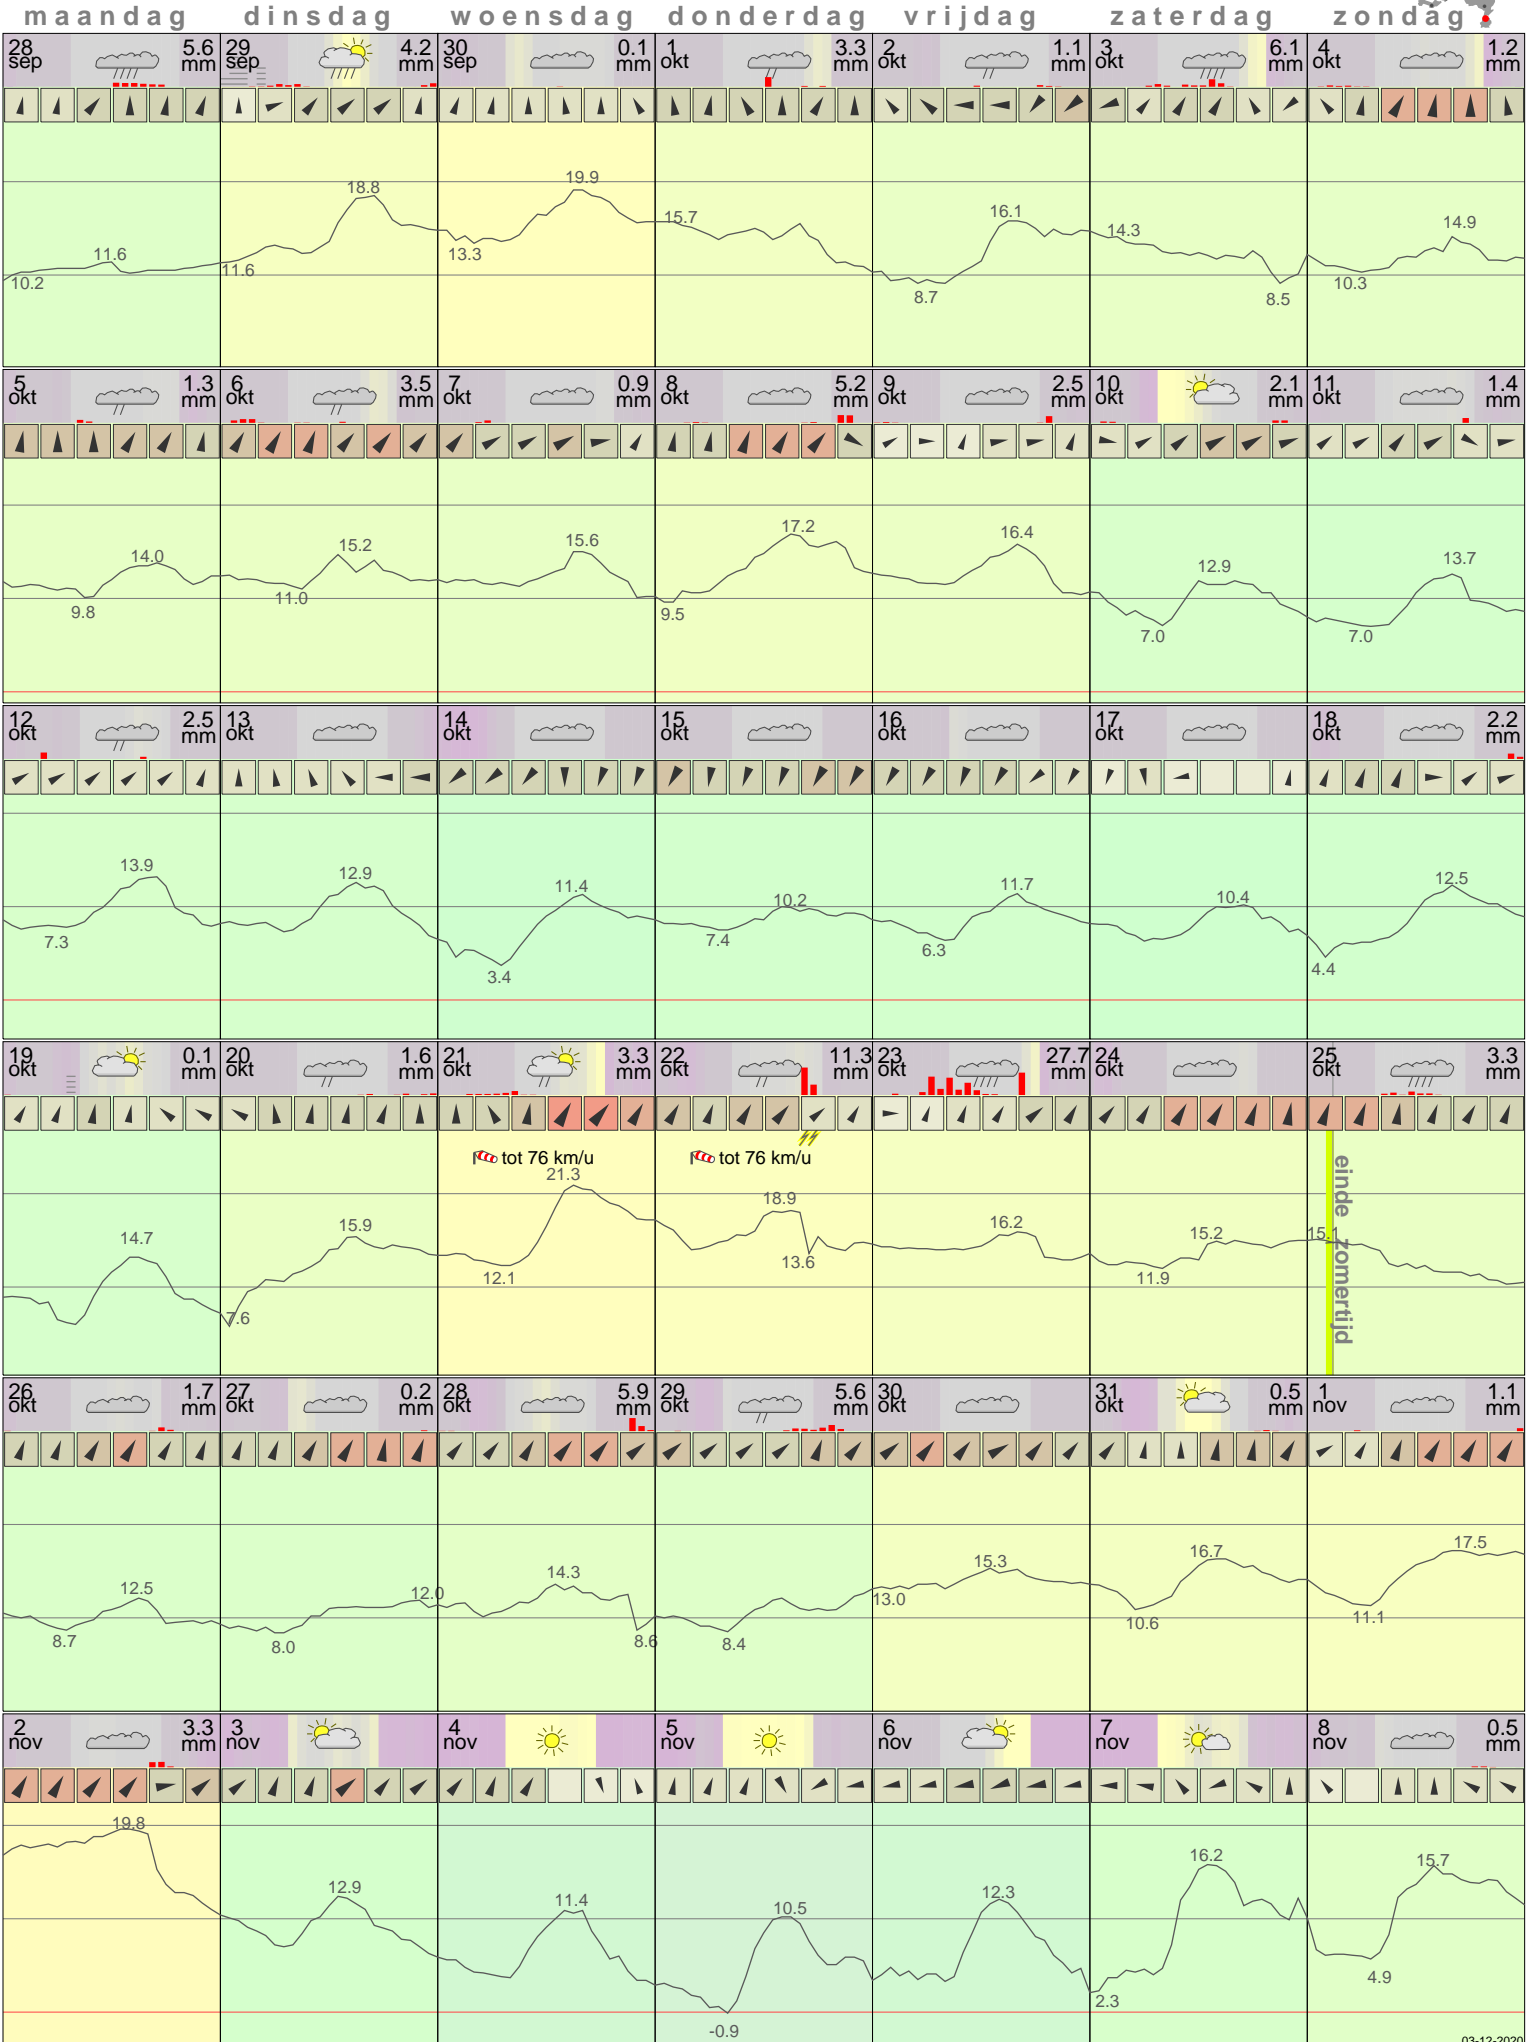 maandag dinsdag woensdag donderdag vrijdag zaterdag zondag
28 sep 5.6 mm 29 sep 4.2 mm 30 sep 0.1 mm 1 okt 3.3 mm 2 okt 1.1 mm 3 okt 6.1 mm 4 okt 1.2 mm
10.2 11.6 11.6 18.8 13.3 19.9 15.7 8.7 16.1 14.3 8.5 10.3 14.9
5 okt 1.3 mm 6 okt 3.5 mm 7 okt 0.9 mm 8 okt 5.2 mm 9 okt 2.5 mm 10 okt 2.1 mm 11 okt 1.4 mm
9.8 14.0 11.0 15.2 15.6 9.5 17.2 16.4 7.0 12.9 7.0 13.7
12 okt 2.5 mm 13 okt 14 okt 15 okt 16 okt 17 okt 18 okt 2.2 mm
7.3 13.9 12.9 3.4 11.4 7.4 10.2 6.3 11.7 10.4 4.4 12.5
19 okt 0.1 mm 20 okt 1.6 mm 21 okt 3.3 mm 22 okt 11.3 mm 23 okt 27.7 mm 24 okt 25 okt 3.3 mm
tot 76 km/u tot 76 km/u
14.7 7.6 15.9 12.1 21.3 18.9 13.6 16.2 11.9 15.2 15.1
einde zomertijd
26 okt 1.7 mm 27 okt 0.2 mm 28 okt 5.9 mm 29 okt 5.6 mm 30 okt 31 okt 0.5 mm 1 nov 1.1 mm
8.7 12.5 8.0 12.0 14.3 8.6 8.4 13.0 15.3 10.6 16.7 11.1 17.5
2 nov 3.3 mm 3 nov 4 nov 5 nov 6 nov 7 nov 8 nov 0.5 mm
19.8 12.9 11.4 -0.9 10.5 12.3 2.3 16.2 4.9 15.7
03-12-2020